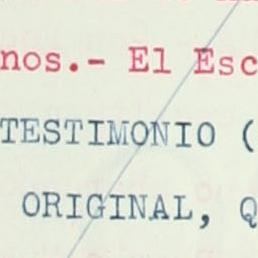 nos.- El Esc
TESTIMONIO (
ORIGINAL, Q